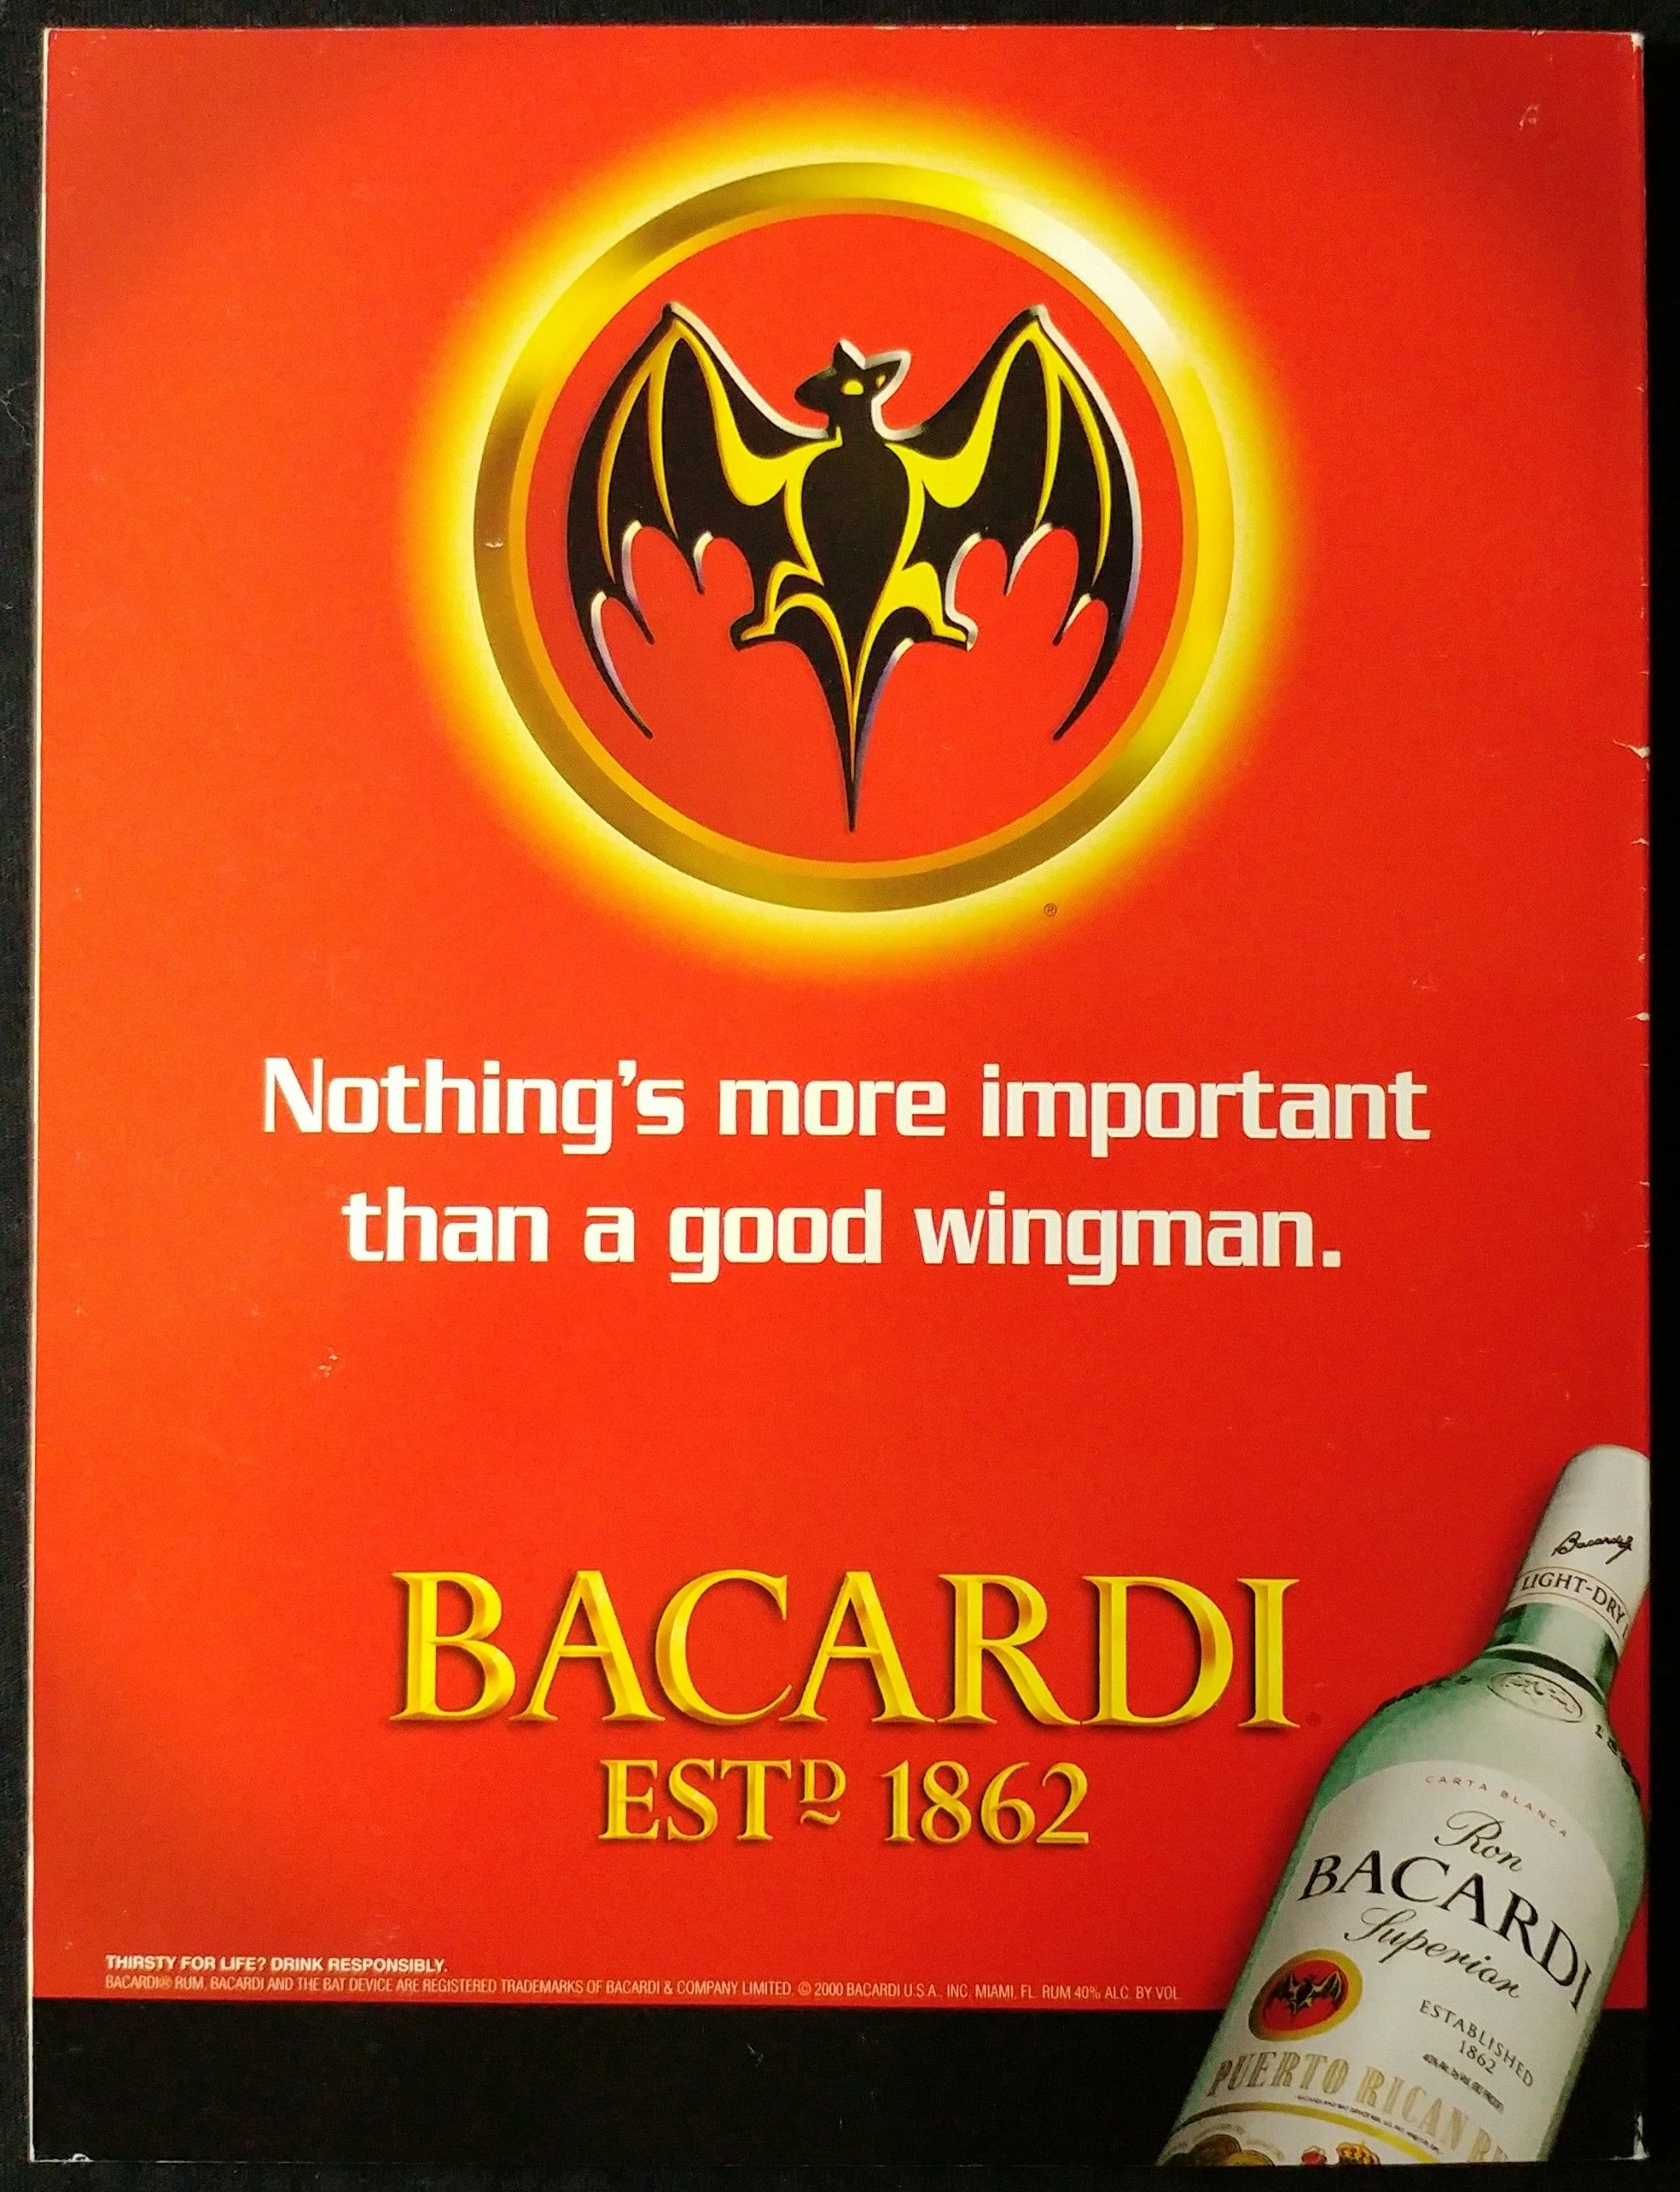 ®
Nothing's more important
than a good wingman.
BACARDI
ESTD 1862
THIRSTY FOR LIFE? DRINK RESPONSIBLY.
BACARDI® RUM. BACARDI AND THE BAT DEVICE ARE REGISTERED TRADEMARKS OF BACARDI & COMPANY LIMITED. © 2000 BACARDI U.S.A., INC. MIAMI, FL. RUM 40% ALC. BY VOL.
Bacardi
LIGHT-DRY
CARTA BLANCA
Ron
BACARDI
Superior
ESTABLISHED
1862
PUERTO RICAN